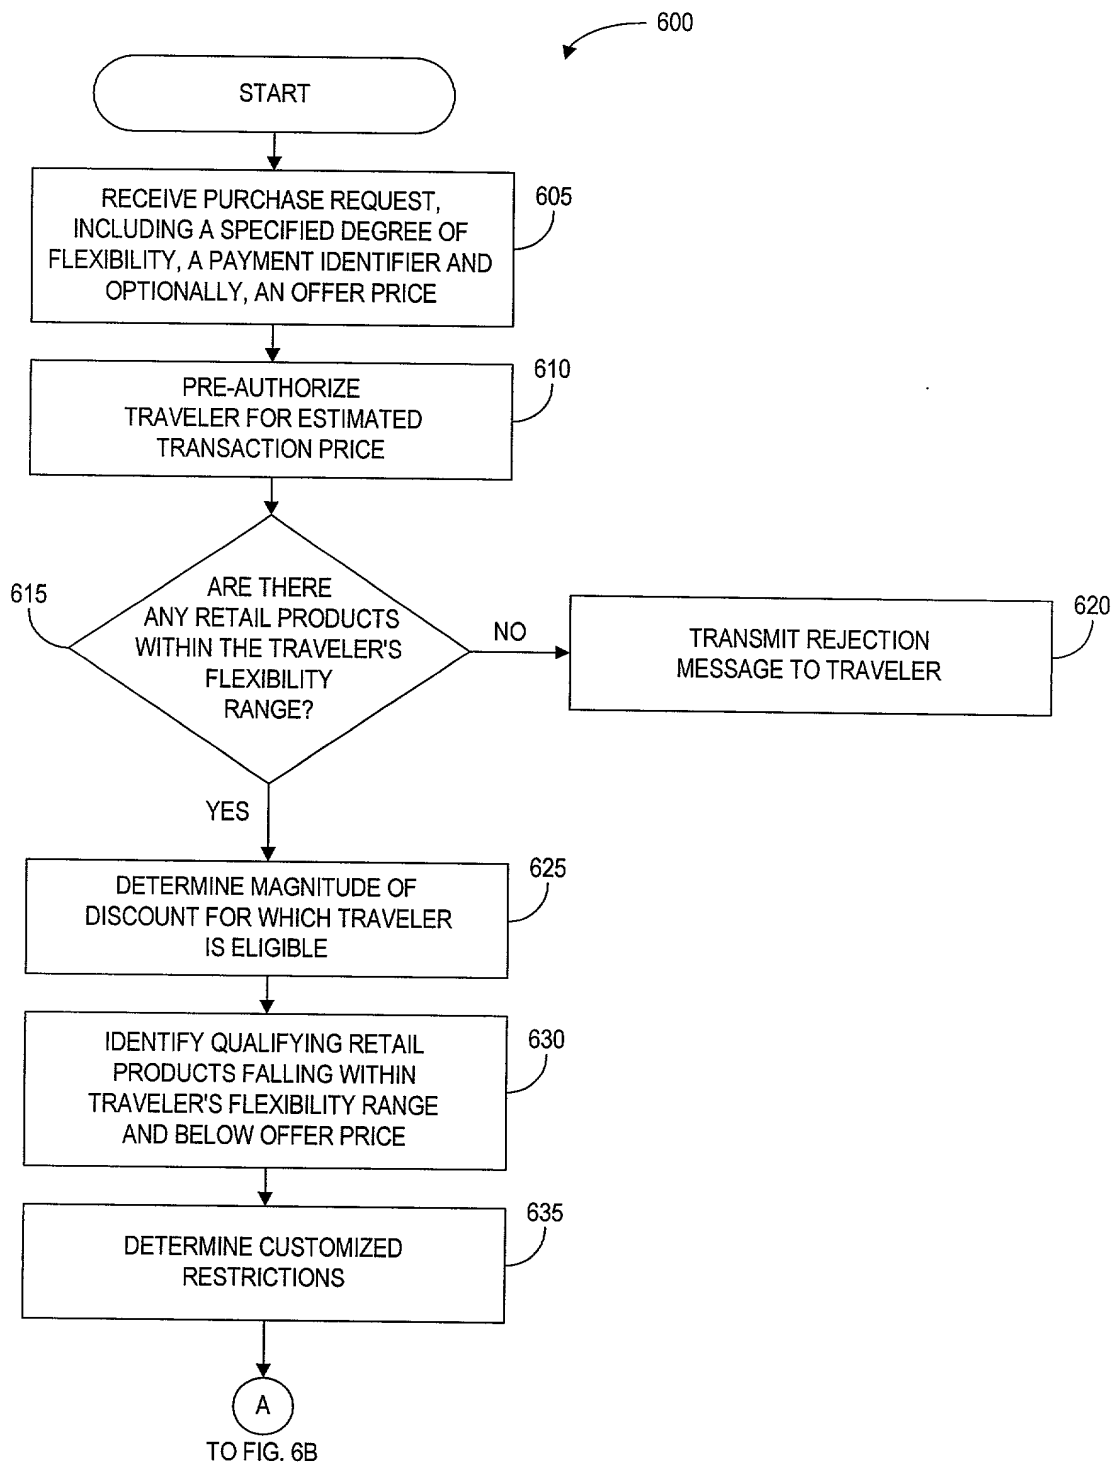 600
START
RECEIVE PURCHASE REQUEST,
INCLUDING A SPECIFIED DEGREE OF
FLEXIBILITY, A PAYMENT IDENTIFIER AND
OPTIONALLY, AN OFFER PRICE
605
PRE-AUTHORIZE
TRAVELER FOR ESTIMATED
TRANSACTION PRICE
610
615
ARE THERE
ANY RETAIL PRODUCTS
WITHIN THE TRAVELER'S
FLEXIBILITY
RANGE?
NO
TRANSMIT REJECTION
MESSAGE TO TRAVELER
620
YES
DETERMINE MAGNITUDE OF
DISCOUNT FOR WHICH TRAVELER
IS ELIGIBLE
625
IDENTIFY QUALIFYING RETAIL
PRODUCTS FALLING WITHIN
TRAVELER'S FLEXIBILITY RANGE
AND BELOW OFFER PRICE
630
DETERMINE CUSTOMIZED
RESTRICTIONS
635
A
TO FIG. 6B